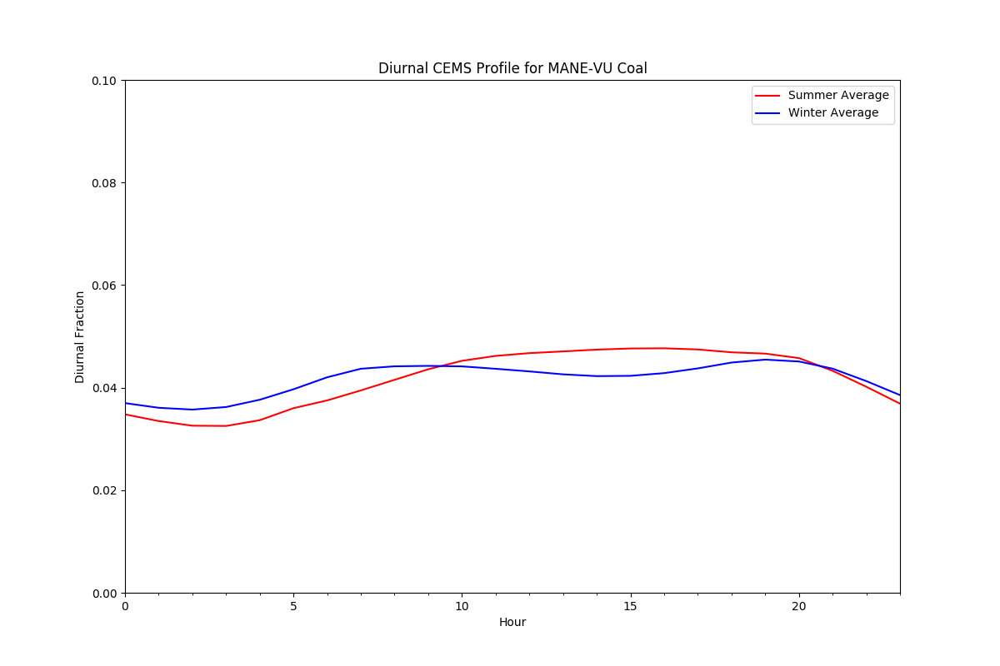 Diurnal CEMS Profile for MANE-VU Coal
Summer Average
Winter Average
0.10
0.08
0.06
0.04
0.02
0.00
Diurnal Fraction
0 5 10 15 20
Hour